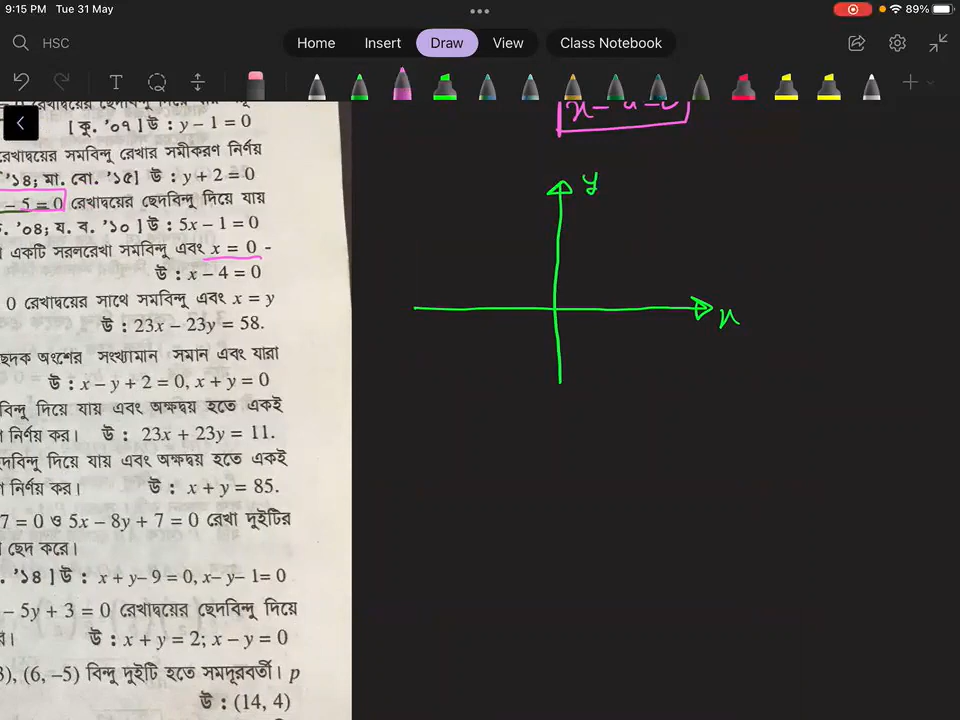 9:15 PM Tue 31 May
89%
HSC
Home Insert Draw View Class Notebook
T
রেখাদ্বয়ের ছেদবিন্দু দিয়ে
[ কু. '০৭ ] উ : y − 1 = 0
রেখাদ্বয়ের সমবিন্দু রেখার সমীকরণ নির্ণয়
'১৪; মা. বো. '১৫] উ : y + 2 = 0
− 5 = 0 রেখাদ্বয়ের ছেদবিন্দু দিয়ে যায়
'০৪; য. ব. '১০ ] উ : 5x − 1 = 0
একটি সরলরেখা সমবিন্দু এবং x = 0 -
উ : x − 4 = 0
0 রেখাদ্বয়ের সাথে সমবিন্দু এবং x = y
উ : 23x − 23y = 58.
ছেদক অংশের সংখ্যামান সমান এবং যারা
উ : x − y + 2 = 0, x + y = 0
বিন্দু দিয়ে যায় এবং অক্ষদ্বয় হতে একই
নির্ণয় কর। উ : 23x + 23y = 11.
দবিন্দু দিয়ে যায় এবং অক্ষদ্বয় হতে একই
নির্ণয় কর। উ : x + y = 85.
7 = 0 ও 5x − 8y + 7 = 0 রেখা দুইটির
ছেদ করে।
'১৪ ] উ : x + y − 9 = 0, x − y − 1 = 0
− 5y + 3 = 0 রেখাদ্বয়ের ছেদবিন্দু দিয়ে
র। উ : x + y = 2; x − y = 0
3), (6, −5) বিন্দু দুইটি হতে সমদূরবর্তী। p
উ : (14, 4)
y
x